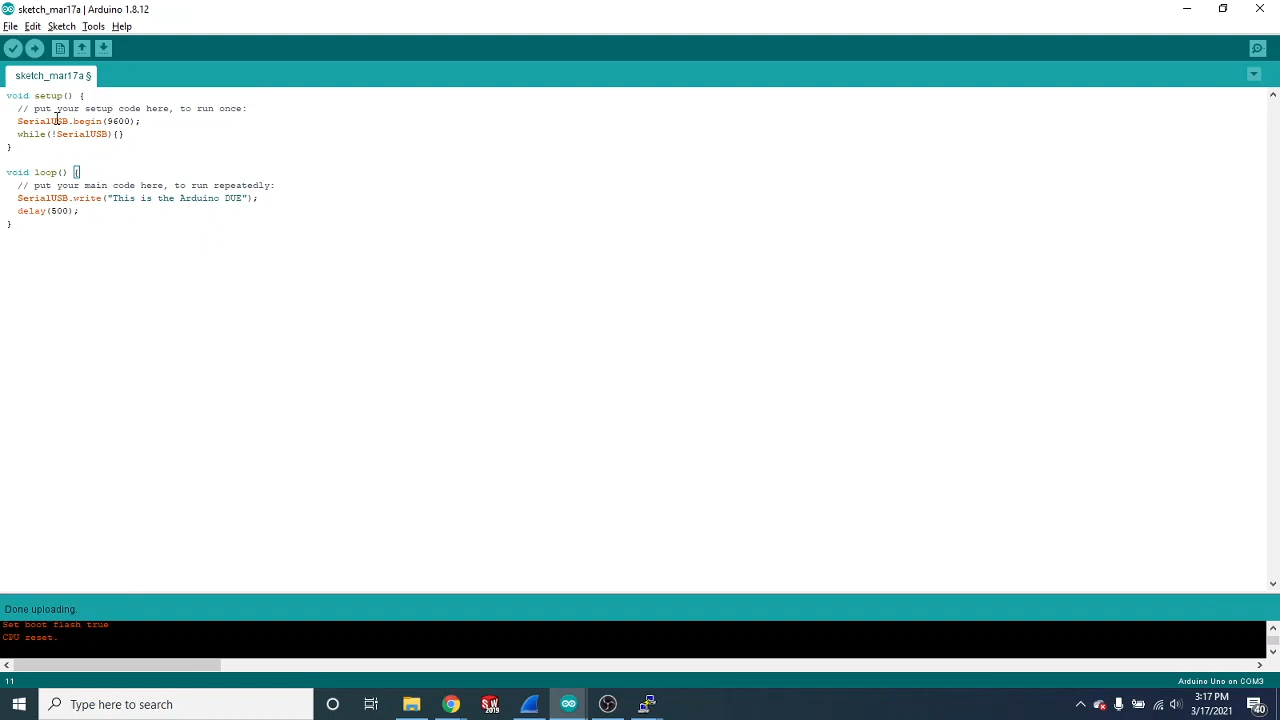 sketch_mar17a | Arduino 1.8.12
File Edit Sketch Tools Help
sketch_mar17a §
void setup() {
// put your setup code here, to run once:
SerialUSB.begin(9600);
while(!SerialUSB){}
}
void loop() {
// put your main code here, to run repeatedly:
SerialUSB.write("This is the Arduino DUE");
delay(500);
}
Done uploading.
Set boot flash true
CPU reset.
11
Arduino Uno on COM3
Type here to search
SW
2019
3:17 PM
3/17/2021
40